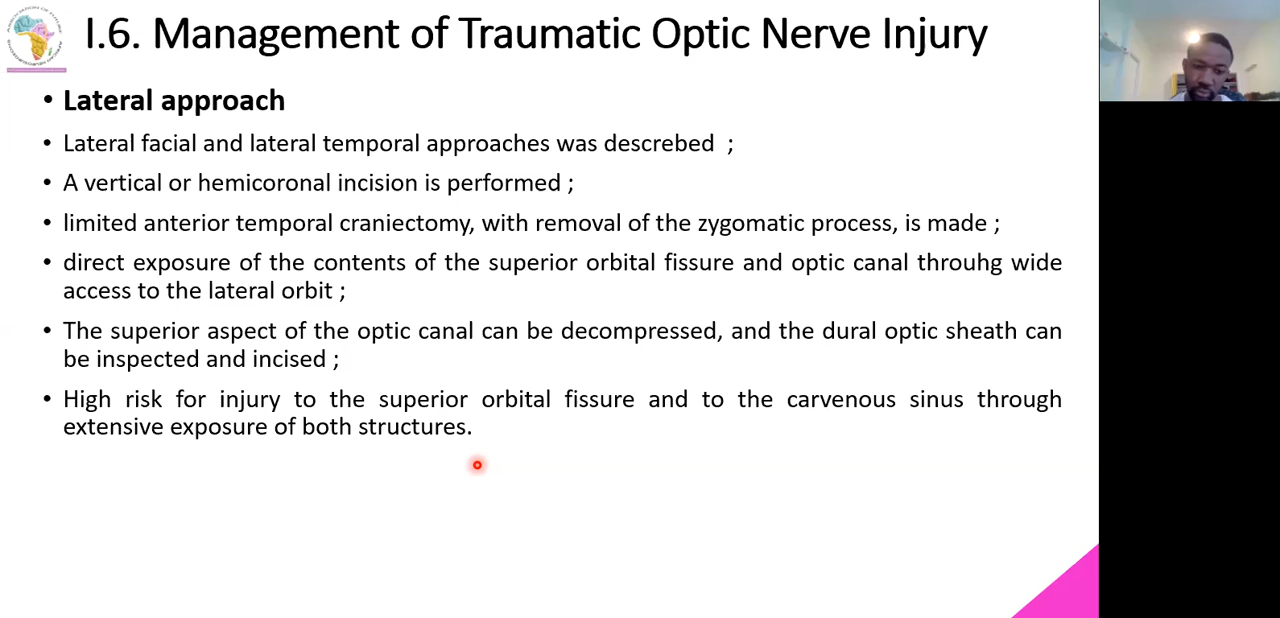 I.6. Management of Traumatic Optic Nerve Injury
• Lateral approach
• Lateral facial and lateral temporal approaches was descrebed ;
• A vertical or hemicoronal incision is performed ;
• limited anterior temporal craniectomy, with removal of the zygomatic process, is made ;
• direct exposure of the contents of the superior orbital fissure and optic canal throuhg wide
access to the lateral orbit ;
• The superior aspect of the optic canal can be decompressed, and the dural optic sheath can
be inspected and incised ;
• High risk for injury to the superior orbital fissure and to the carvenous sinus through
extensive exposure of both structures.